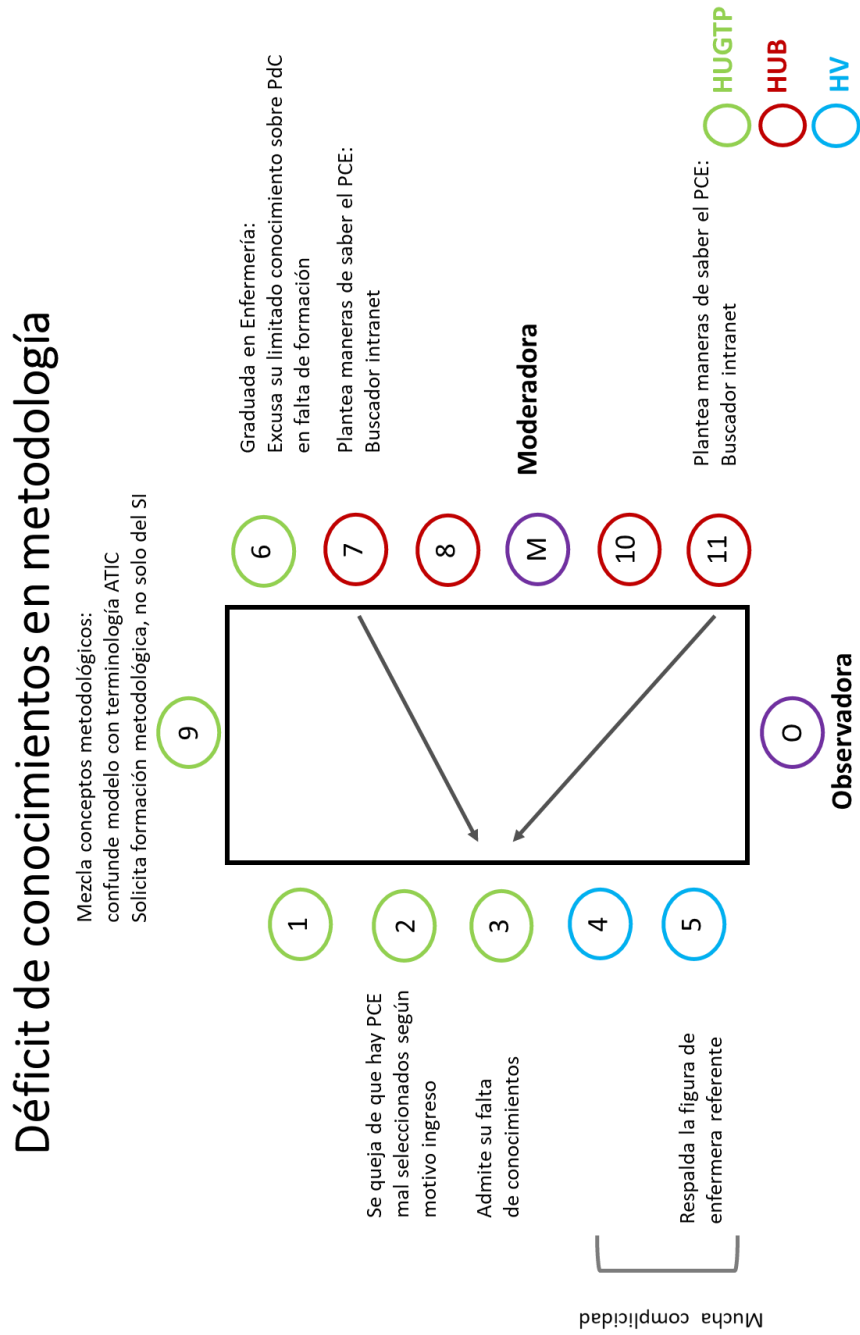 Déficit de conocimientos en metodología
Mezcla conceptos metodológicos:
confunde modelo con terminología ATIC
Solicita formación metodológica, no solo del SI
9
1
2
3
4
5
Se queja de que hay PCE
mal seleccionados según
motivo ingreso
Admite su falta
de conocimientos
Respalda la figura de
enfermera referente
Mucha complicidad
6
7
8
M
10
11
Graduada en Enfermería:
Excusa su limitado conocimiento sobre PdC
en falta de formación
Plantea maneras de saber el PCE:
Buscador intranet
Moderadora
Plantea maneras de saber el PCE:
Buscador intranet
O
Observadora
HUGTP
HUB
HV